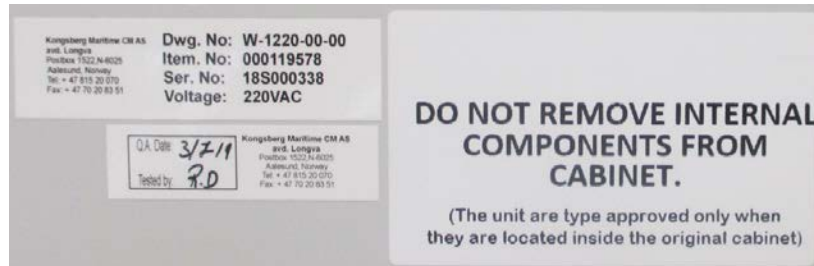 Kongsberg Maritime CM AS
avd. Longva
Postbox 1522,N-6025
Aalesund, Norway
Tel: + 47 815 20 070
Fax: + 47 70 20 83 51
Dwg. No: W-1220-00-00
Item. No: 000119578
Ser. No: 18S000338
Voltage: 220VAC
Q.A. Date: 3/7/19
Tested by: R.D
Kongsberg Maritime CM AS
avd. Longva
Postbox 1522,N-6025
Aalesund, Norway
Tel: + 47 815 20 070
Fax: + 47 70 20 83 51
DO NOT REMOVE INTERNAL
COMPONENTS FROM
CABINET.
(The unit are type approved only when
they are located inside the original cabinet)